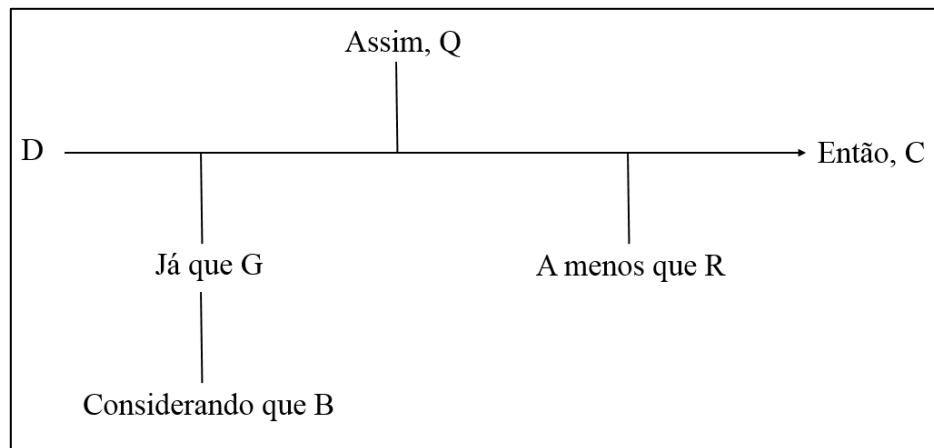 Assim, Q
D
Então, C
Já que G
A menos que R
Considerando que B